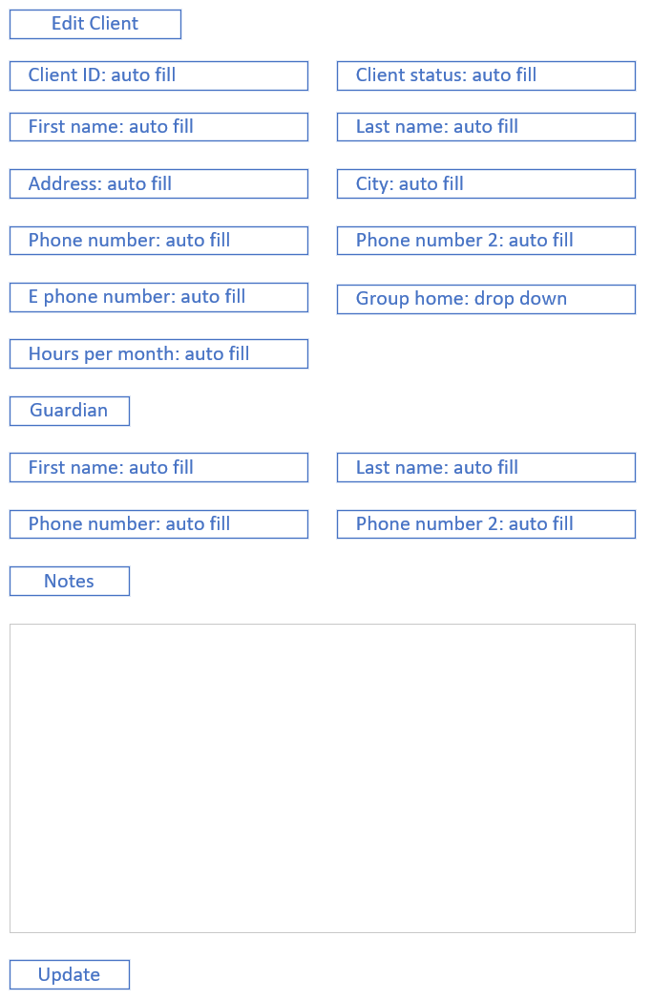 Edit Client
Client ID: auto fill
Client status: auto fill
First name: auto fill
Last name: auto fill
Address: auto fill
City: auto fill
Phone number: auto fill
Phone number 2: auto fill
E phone number: auto fill
Group home: drop down
Hours per month: auto fill
Guardian
First name: auto fill
Last name: auto fill
Phone number: auto fill
Phone number 2: auto fill
Notes
Update